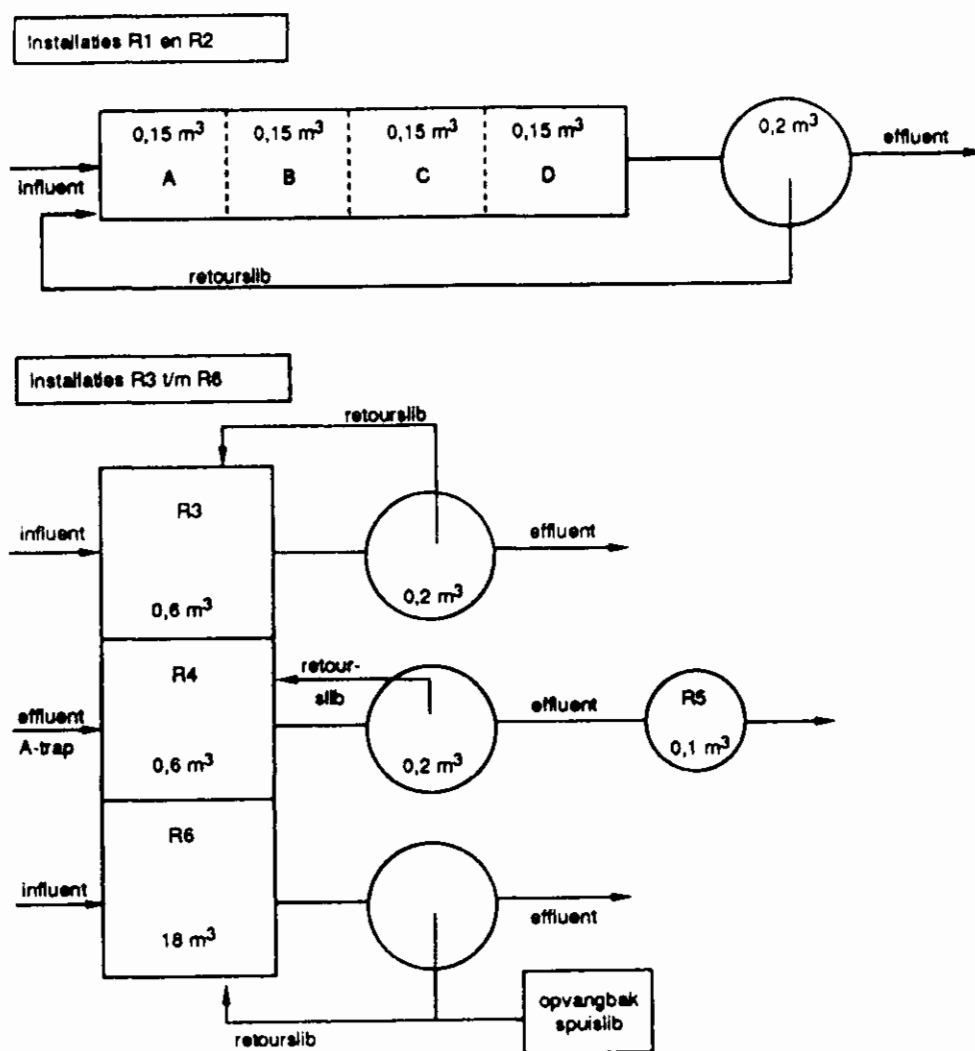 Installaties R1 en R2
0,15 m³ 0,15 m³ 0,15 m³ 0,15 m³
A B C D
0,2 m³
influent
effluent
retourslib
Installaties R3 t/m R6
retourslib
R3
influent
effluent
0,6 m³
0,2 m³
R4
retour-
slib
effluent
A-trap
effluent
R5
0,6 m³
0,2 m³
0,1 m³
R6
influent
effluent
18 m³
opvangbak
spuislib
retourslib